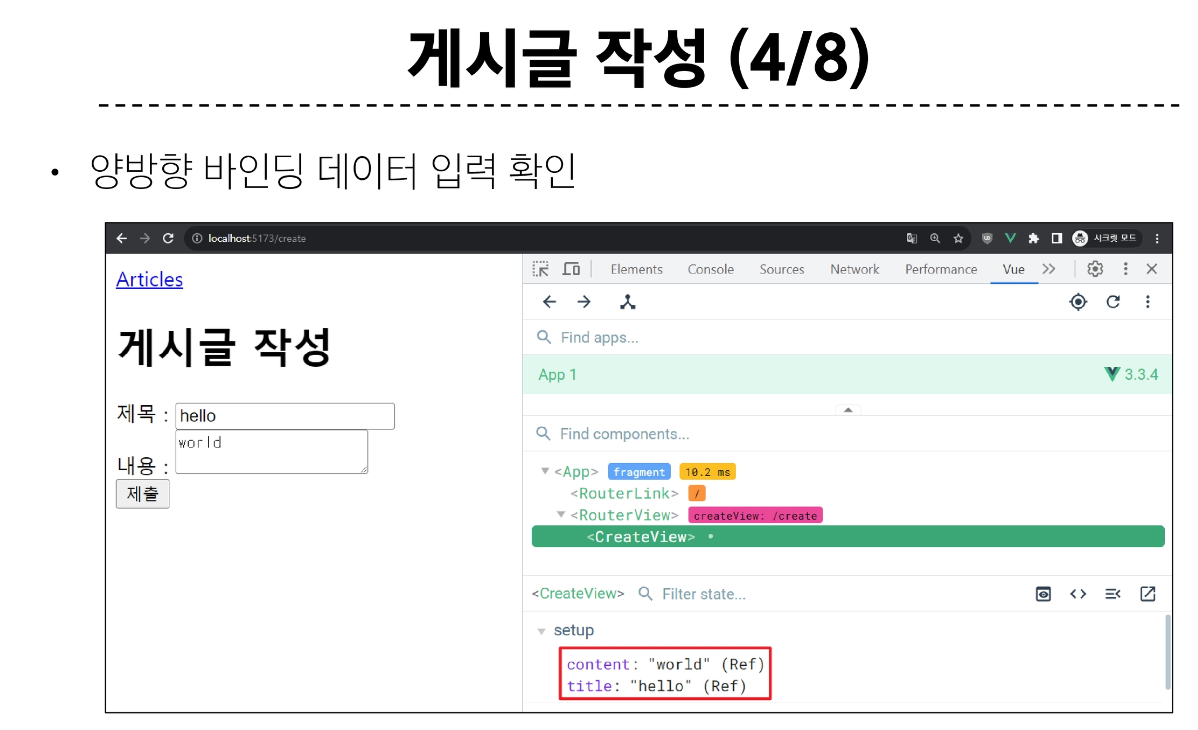 게시글 작성 (4/8)
• 양방향 바인딩 데이터 입력 확인
localhost:5173/create
시크릿 모드
Articles
게시글 작성
제목 : hello
내용 : world
제출
Elements Console Sources Network Performance Vue
Find apps...
App 1 3.3.4
Find components...
<App> fragment 10.2 ms
<RouterLink> /
<RouterView> createView: /create
<CreateView>
<CreateView> Filter state...
setup
content: "world" (Ref)
title: "hello" (Ref)